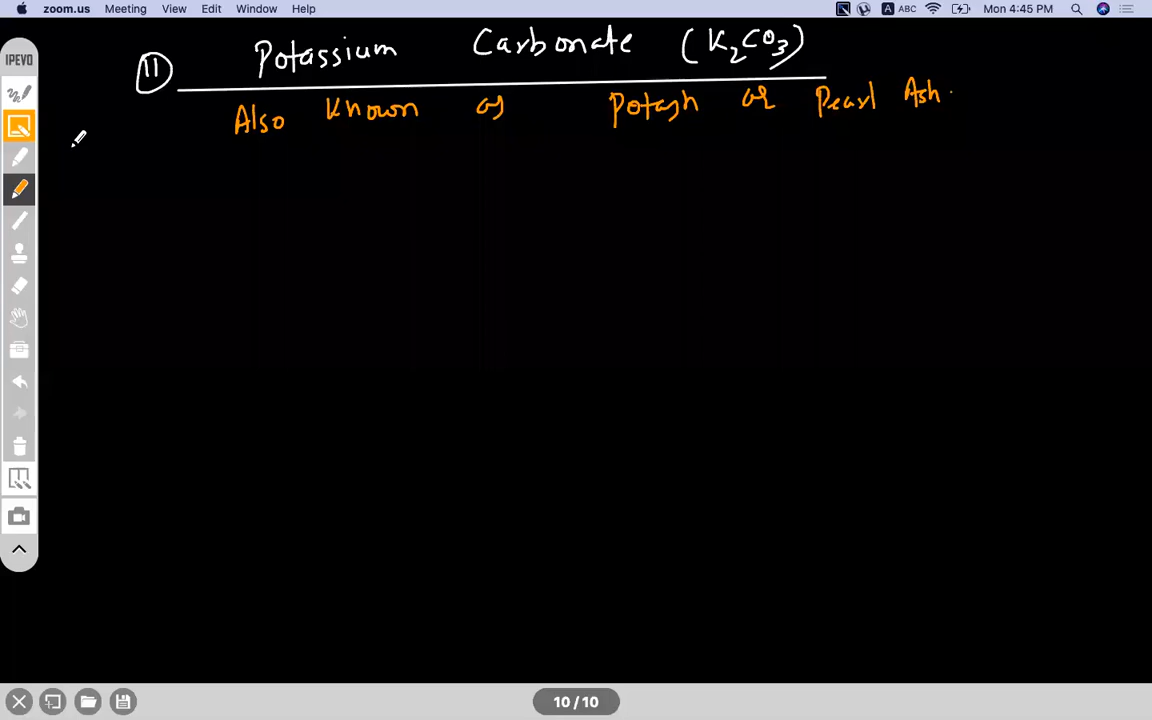 zoom.us Meeting View Edit Window Help A ABC Mon 4:45 PM
IPEVO
11 Potassium Carbonate (K₂CO₃)
Also Known as Potash or Pearl Ash.
10 / 10